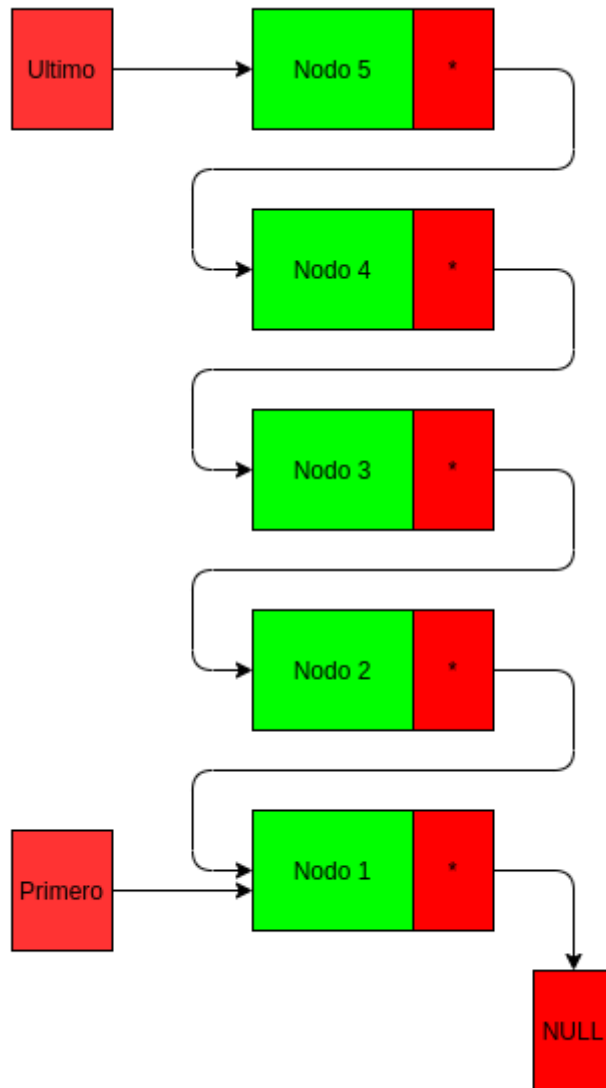 Ultimo
Nodo 5
*
Nodo 4
*
Nodo 3
*
Nodo 2
*
Primero
Nodo 1
*
NULL